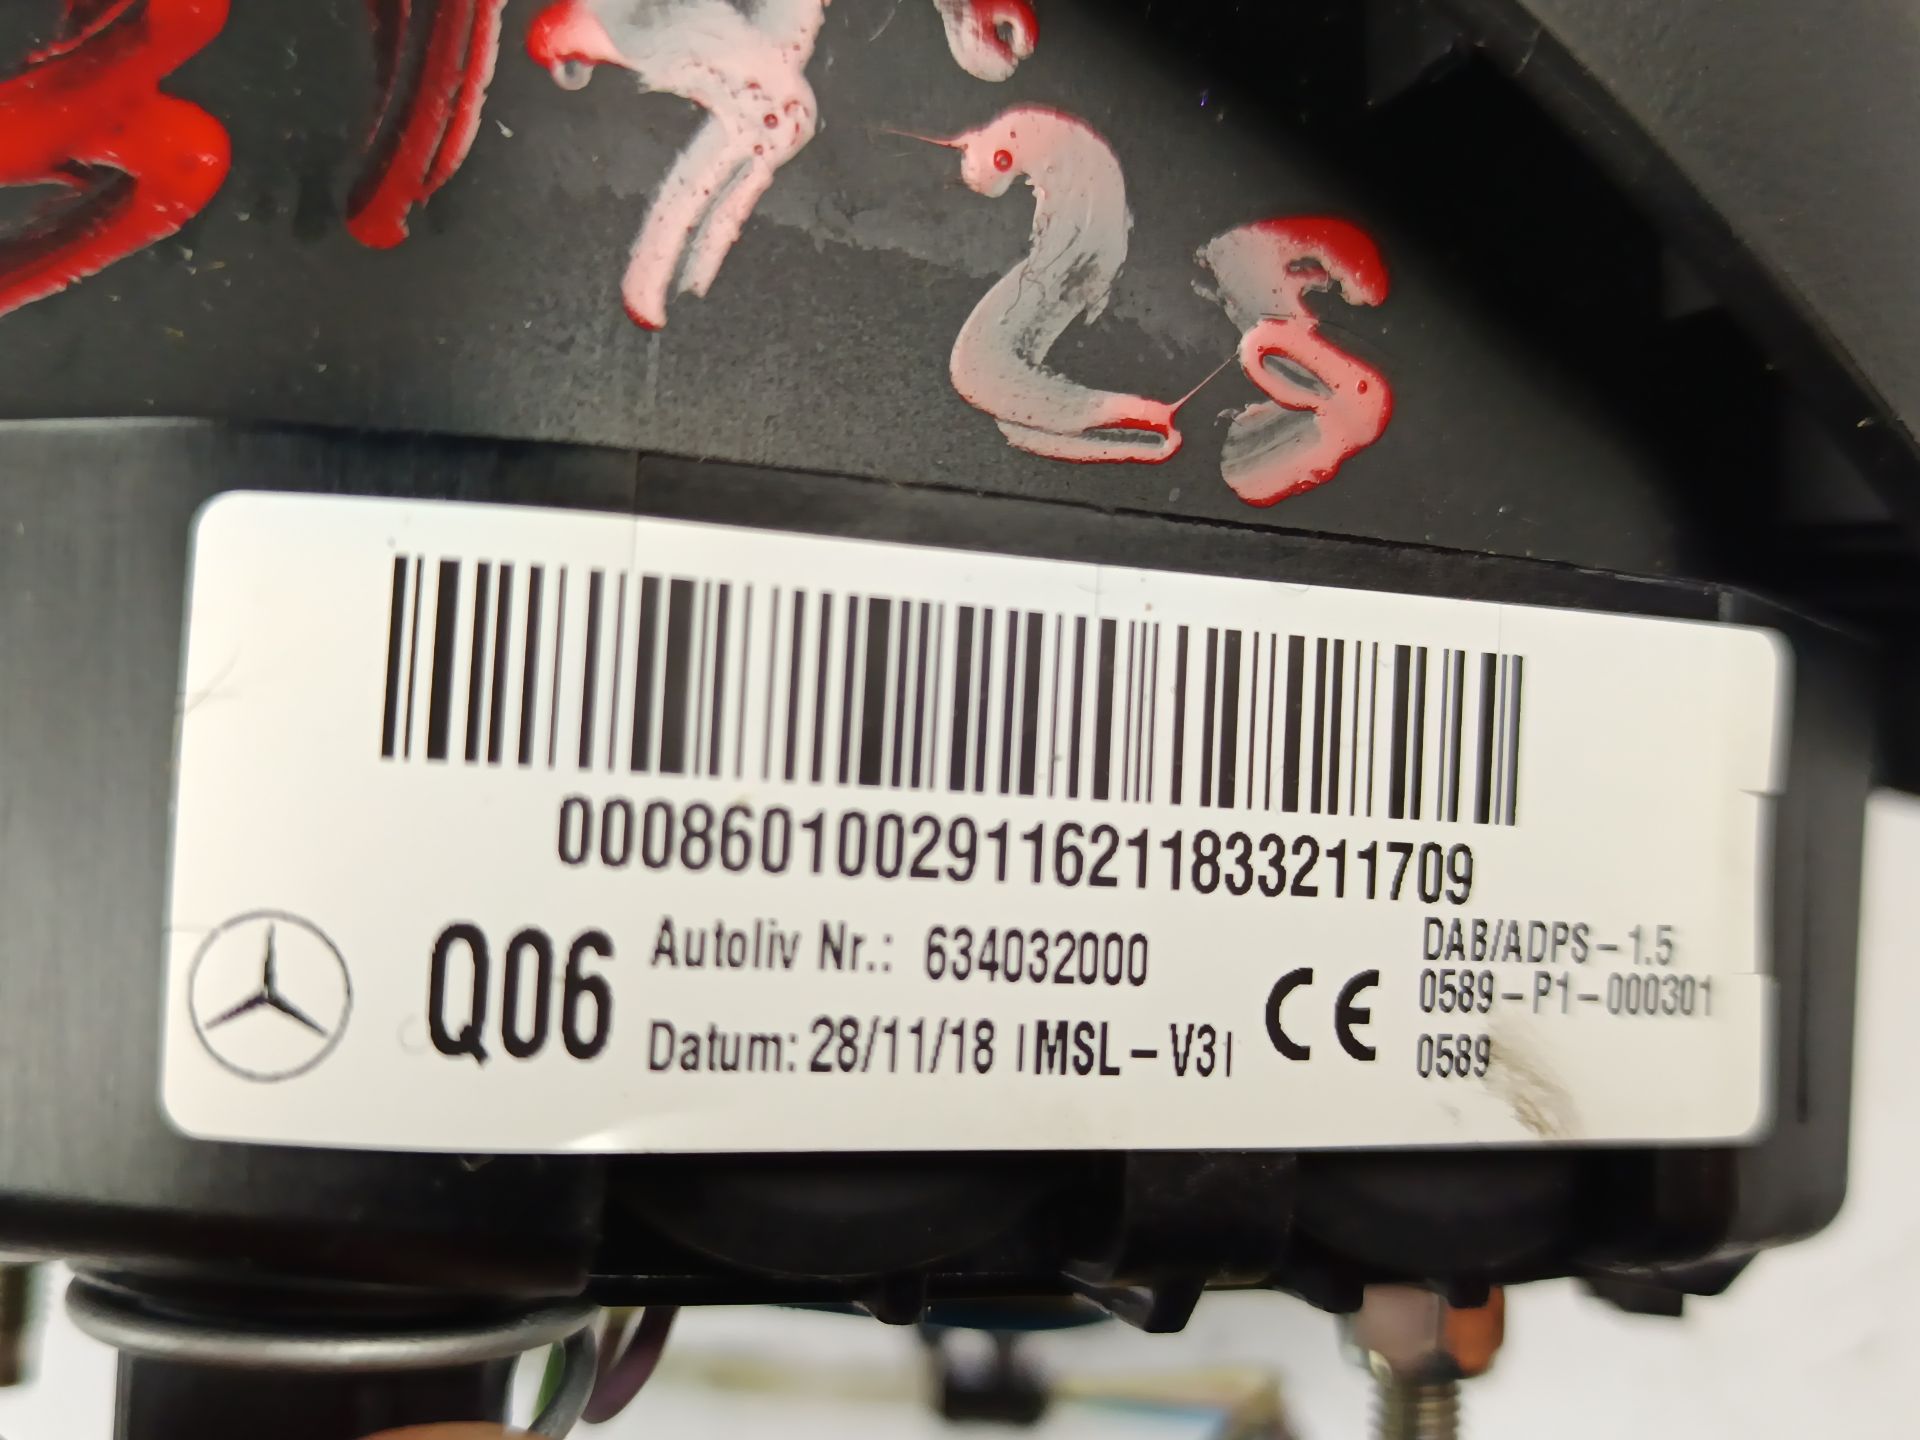 00086010029116211833211709
Q06
Autoliv Nr.: 634032000
Datum: 28/11/18 |MSL-V3|
CE
DAB/ADPS-1.5
0589-P1-000301
0589